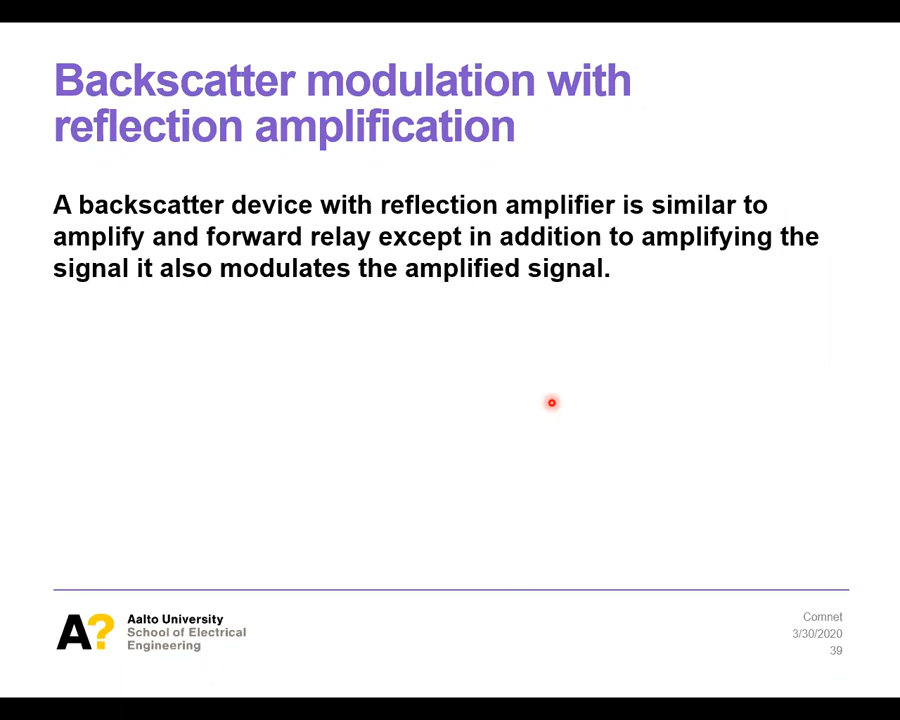 Backscatter modulation with
reflection amplification
A backscatter device with reflection amplifier is similar to
amplify and forward relay except in addition to amplifying the
signal it also modulates the amplified signal.
A?
Aalto University
School of Electrical
Engineering
Comnet
3/30/2020
39